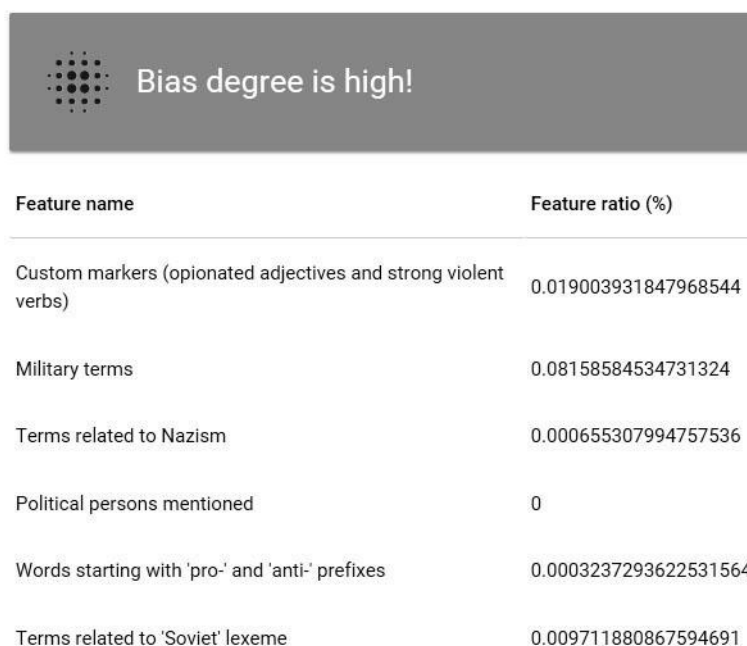 Bias degree is high!
Feature name Feature ratio (%)
Custom markers (opionated adjectives and strong violent
verbs) 0.019003931847968544
Military terms 0.08158584534731324
Terms related to Nazism 0.000655307994757536
Political persons mentioned 0
Words starting with 'pro-' and 'anti-' prefixes 0.0003237293622531564
Terms related to 'Soviet' lexeme 0.009711880867594691